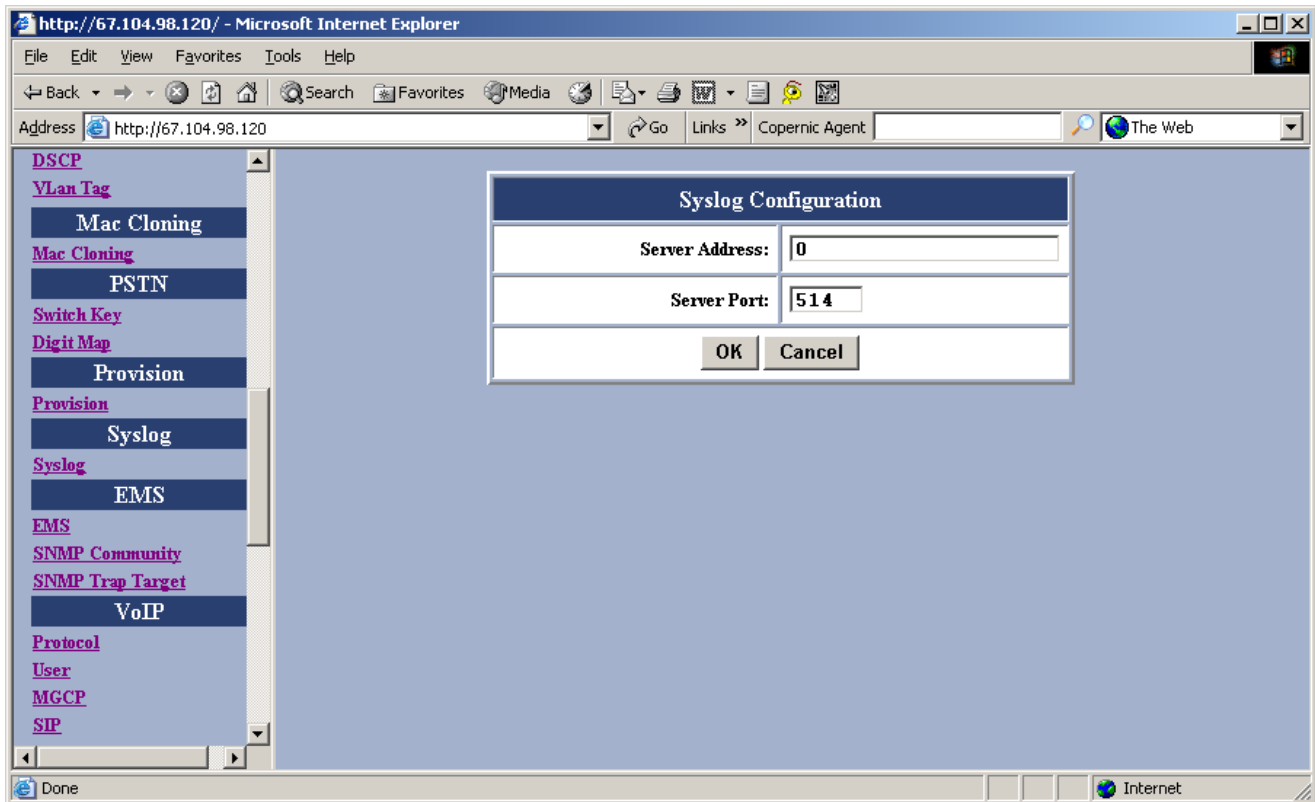 http://67.104.98.120/ - Microsoft Internet Explorer
File Edit View Favorites Tools Help
Back Search Favorites Media
Address http://67.104.98.120 Go Links » Copernic Agent The Web
DSCP
VLan Tag
Mac Cloning
Mac Cloning
PSTN
Switch Key
Digit Map
Provision
Provision
Syslog
Syslog
EMS
EMS
SNMP Community
SNMP Trap Target
VoIP
Protocol
User
MGCP
SIP
Syslog Configuration
Server Address: 0
Server Port: 514
OK Cancel
Done Internet